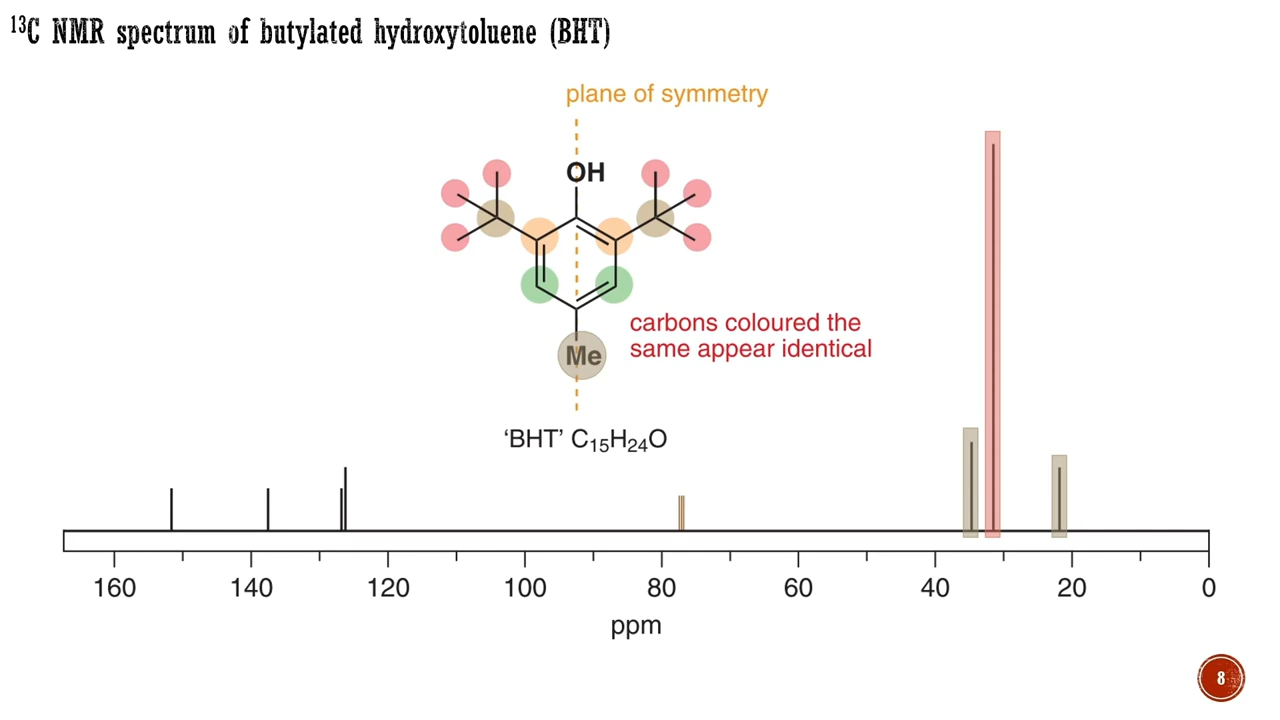 ¹³C NMR spectrum of butylated hydroxytoluene (BHT)
plane of symmetry
OH
carbons coloured the
same appear identical
Me
‘BHT’ C₁₅H₂₄O
160 140 120 100 80 60 40 20 0
ppm
8